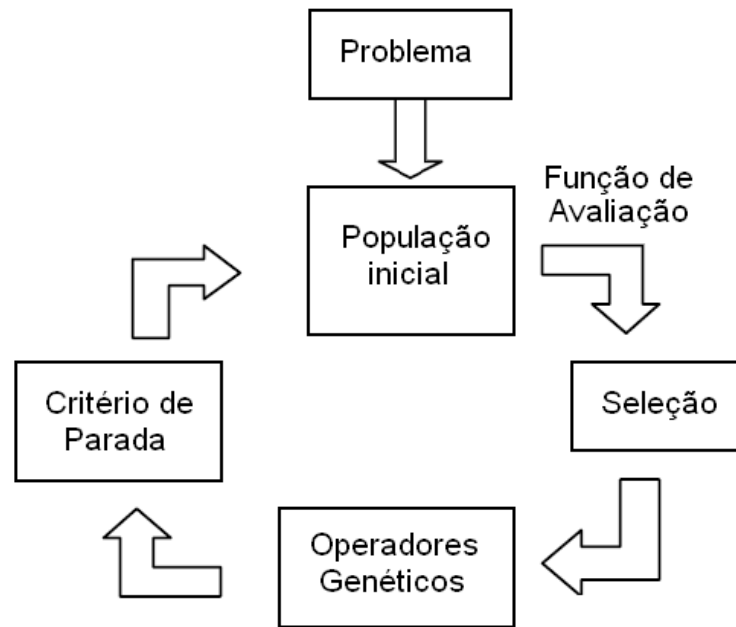 Problema
Função de
Avaliação
População
inicial
Critério de
Parada
Seleção
Operadores
Genéticos